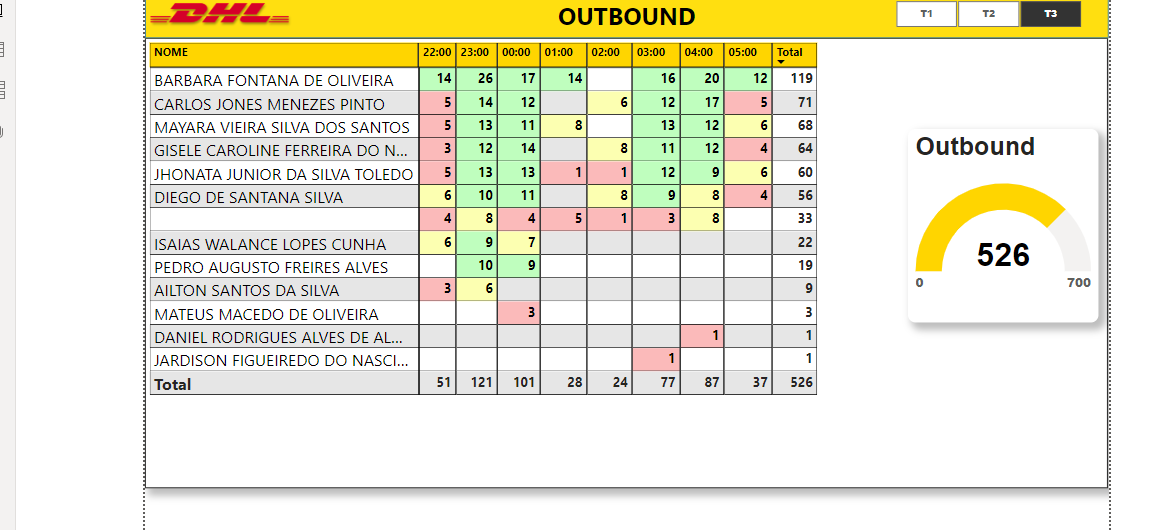 DHL
OUTBOUND
T1 T2 T3
NOME 22:00 23:00 00:00 01:00 02:00 03:00 04:00 05:00 Total
BARBARA FONTANA DE OLIVEIRA 14 26 17 14 16 20 12 119
CARLOS JONES MENEZES PINTO 5 14 12 6 12 17 5 71
MAYARA VIEIRA SILVA DOS SANTOS 5 13 11 8 13 12 6 68
GISELE CAROLINE FERREIRA DO N... 3 12 14 8 11 12 4 64
JHONATA JUNIOR DA SILVA TOLEDO 5 13 13 1 1 12 9 6 60
DIEGO DE SANTANA SILVA 6 10 11 8 9 8 4 56
4 8 4 5 1 3 8 33
ISAIAS WALANCE LOPES CUNHA 6 9 7 22
PEDRO AUGUSTO FREIRES ALVES 10 9 19
AILTON SANTOS DA SILVA 3 6 9
MATEUS MACEDO DE OLIVEIRA 3 3
DANIEL RODRIGUES ALVES DE AL... 1 1
JARDISON FIGUEIREDO DO NASCI... 1 1
Total 51 121 101 28 24 77 87 37 526
Outbound
526
0 700